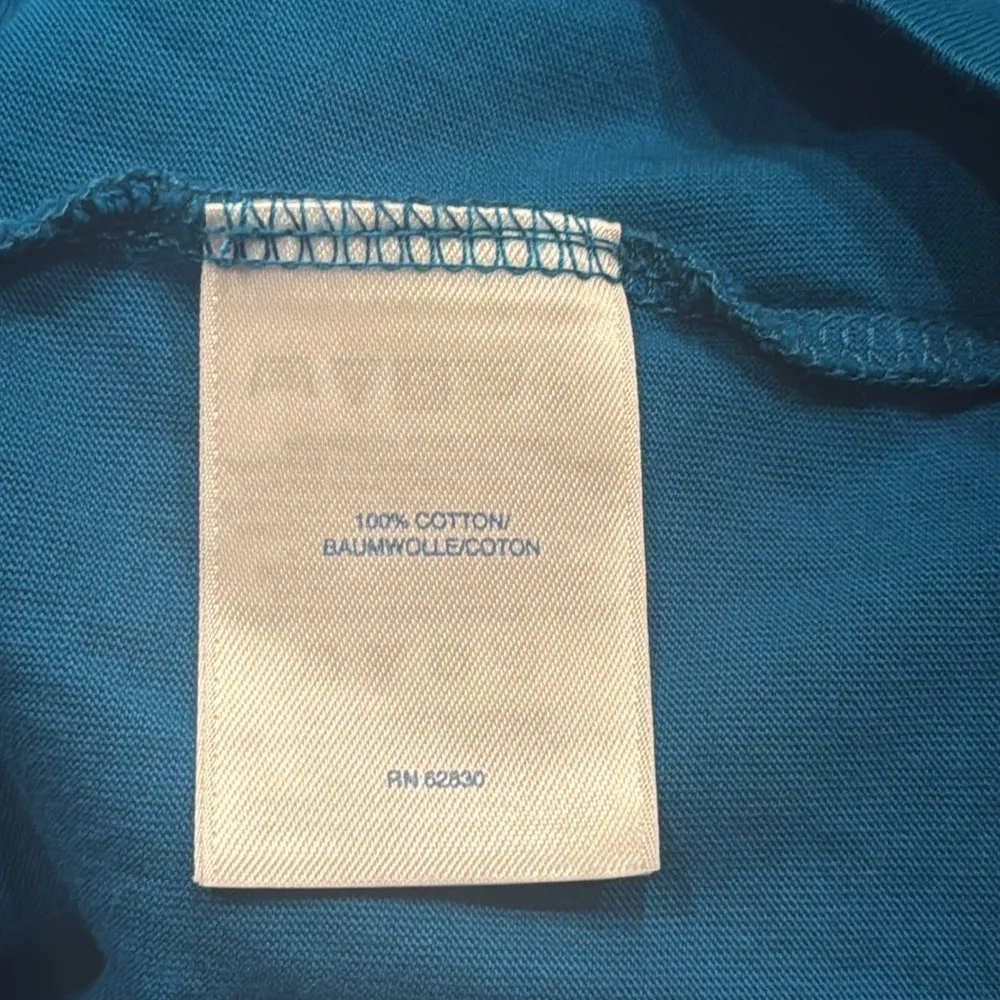 100% COTTON/
BAUMWOLLE/COTON
RN 62830